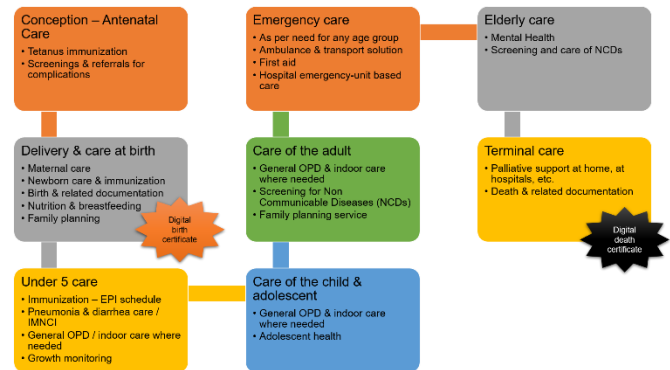 Conception – Antenatal
Care
• Tetanus immunization
• Screenings & referrals for
complications
Delivery & care at birth
• Maternal care
• Newborn care & immunization
• Birth & related documentation
• Nutrition & breastfeeding
• Family planning
Digital
birth
certificate
Under 5 care
• Immunization – EPI schedule
• Pneumonia & diarrhea care /
IMNCI
• General OPD / indoor care where
needed
• Growth monitoring
Care of the child &
adolescent
• General OPD & indoor care
where needed
• Adolescent health
Care of the adult
• General OPD & indoor care
where needed
• Screening for Non
Communicable Diseases (NCDs)
• Family planning service
Emergency care
• As per need for any age group
• Ambulance & transport solution
• First aid
• Hospital emergency-unit based
care
Elderly care
• Mental Health
• Screening and care of NCDs
Terminal care
• Palliative support at home, at
hospitals, etc.
• Death & related documentation
Digital
death
certificate